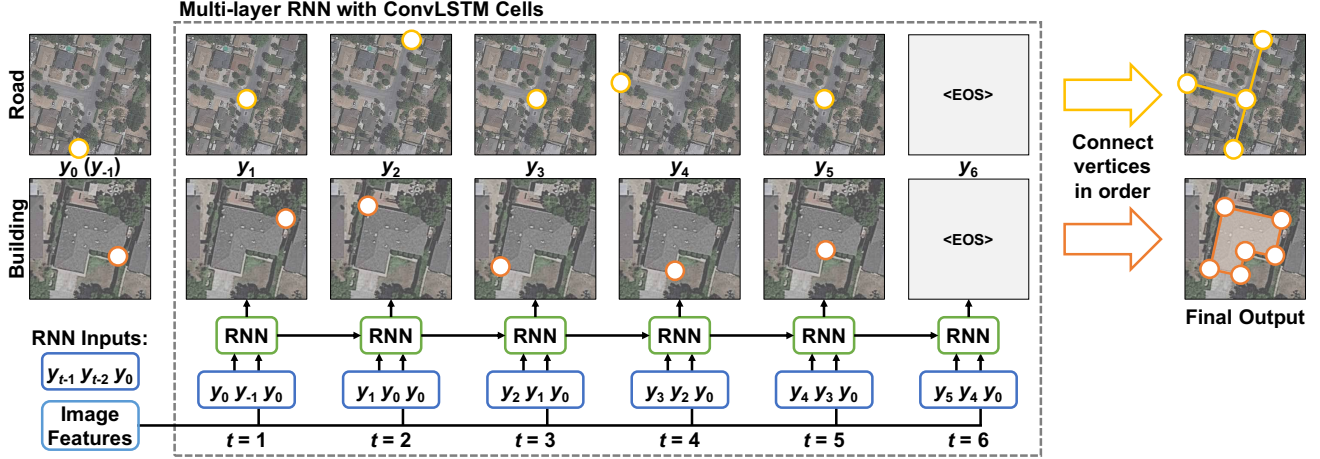 Multi-layer RNN with ConvLSTM Cells
Road
<EOS>
y0 (y-1) y1 y2 y3 y4 y5 y6
Connect
vertices
in order
Building
<EOS>
Final Output
RNN Inputs:
RNN RNN RNN RNN RNN RNN
yt-1 yt-2 y0
y0 y-1 y0 y1 y0 y0 y2 y1 y0 y3 y2 y0 y4 y3 y0 y5 y4 y0
Image
Features
t = 1 t = 2 t = 3 t = 4 t = 5 t = 6